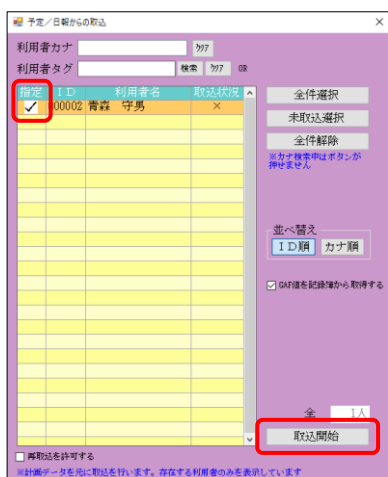 予定／日報からの取込
利用者カナ クリア
利用者タグ 検索 クリア OR
指定 ID 利用者名 取込状況
000002 青森 守男 ×
全件選択
未取込選択
全件解除
※カナ検索中はボタンが
押せません
並べ替え
ID順 カナ順
GAF値を記録簿から取得する
全 1人
取込開始
再取込を許可する
※計画データを元に取込を行います。存在する利用者のみを表示しています